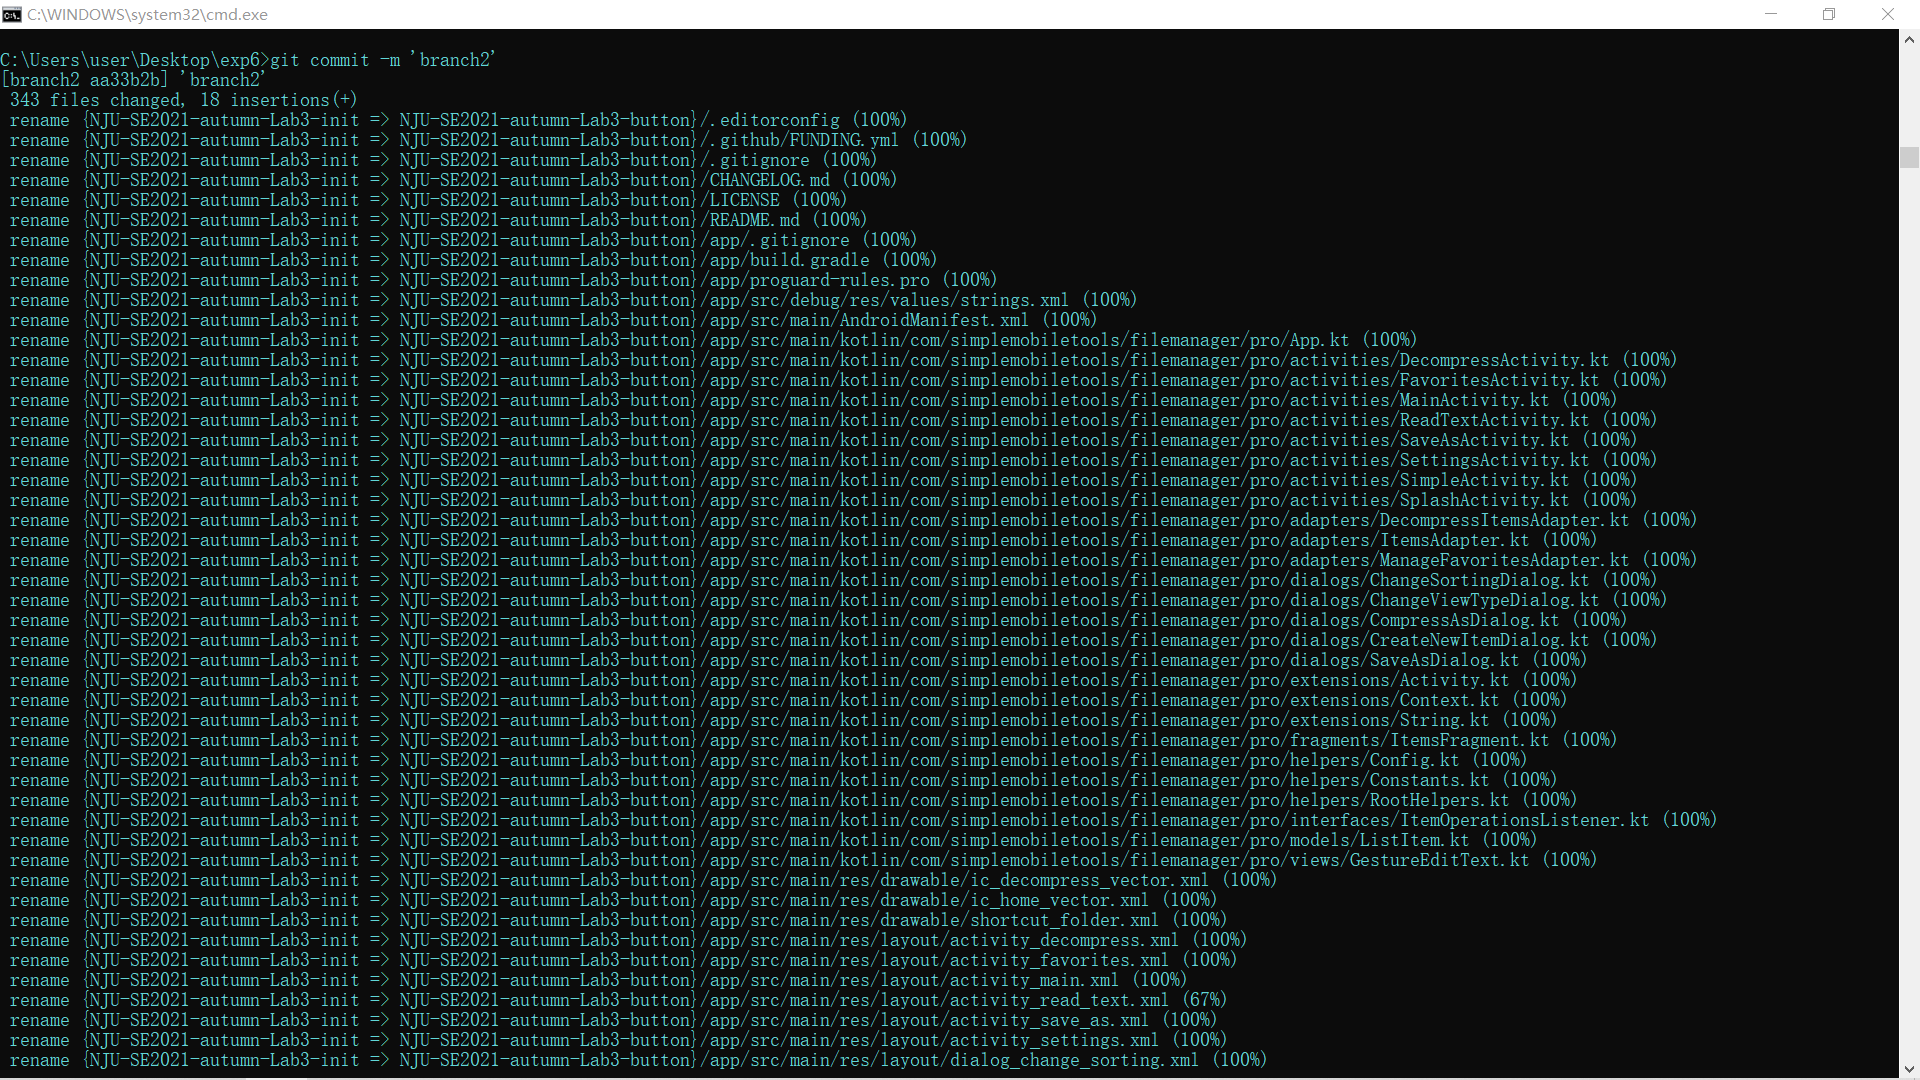 C:\WINDOWS\system32\cmd.exe
C:\Users\user\Desktop\exp6>git commit -m 'branch2'
[branch2 aa33b2b] 'branch2'
343 files changed, 18 insertions(+)
rename {NJU-SE2021-autumn-Lab3-init => NJU-SE2021-autumn-Lab3-button}/.editorconfig (100%)
rename {NJU-SE2021-autumn-Lab3-init => NJU-SE2021-autumn-Lab3-button}/.github/FUNDING.yml (100%)
rename {NJU-SE2021-autumn-Lab3-init => NJU-SE2021-autumn-Lab3-button}/.gitignore (100%)
rename {NJU-SE2021-autumn-Lab3-init => NJU-SE2021-autumn-Lab3-button}/CHANGELOG.md (100%)
rename {NJU-SE2021-autumn-Lab3-init => NJU-SE2021-autumn-Lab3-button}/LICENSE (100%)
rename {NJU-SE2021-autumn-Lab3-init => NJU-SE2021-autumn-Lab3-button}/README.md (100%)
rename {NJU-SE2021-autumn-Lab3-init => NJU-SE2021-autumn-Lab3-button}/app/.gitignore (100%)
rename {NJU-SE2021-autumn-Lab3-init => NJU-SE2021-autumn-Lab3-button}/app/build.gradle (100%)
rename {NJU-SE2021-autumn-Lab3-init => NJU-SE2021-autumn-Lab3-button}/app/proguard-rules.pro (100%)
rename {NJU-SE2021-autumn-Lab3-init => NJU-SE2021-autumn-Lab3-button}/app/src/debug/res/values/strings.xml (100%)
rename {NJU-SE2021-autumn-Lab3-init => NJU-SE2021-autumn-Lab3-button}/app/src/main/AndroidManifest.xml (100%)
rename {NJU-SE2021-autumn-Lab3-init => NJU-SE2021-autumn-Lab3-button}/app/src/main/kotlin/com/simplemobiletools/filemanager/pro/App.kt (100%)
rename {NJU-SE2021-autumn-Lab3-init => NJU-SE2021-autumn-Lab3-button}/app/src/main/kotlin/com/simplemobiletools/filemanager/pro/activities/DecompressActivity.kt (100%)
rename {NJU-SE2021-autumn-Lab3-init => NJU-SE2021-autumn-Lab3-button}/app/src/main/kotlin/com/simplemobiletools/filemanager/pro/activities/FavoritesActivity.kt (100%)
rename {NJU-SE2021-autumn-Lab3-init => NJU-SE2021-autumn-Lab3-button}/app/src/main/kotlin/com/simplemobiletools/filemanager/pro/activities/MainActivity.kt (100%)
rename {NJU-SE2021-autumn-Lab3-init => NJU-SE2021-autumn-Lab3-button}/app/src/main/kotlin/com/simplemobiletools/filemanager/pro/activities/ReadTextActivity.kt (100%)
rename {NJU-SE2021-autumn-Lab3-init => NJU-SE2021-autumn-Lab3-button}/app/src/main/kotlin/com/simplemobiletools/filemanager/pro/activities/SaveAsActivity.kt (100%)
rename {NJU-SE2021-autumn-Lab3-init => NJU-SE2021-autumn-Lab3-button}/app/src/main/kotlin/com/simplemobiletools/filemanager/pro/activities/SettingsActivity.kt (100%)
rename {NJU-SE2021-autumn-Lab3-init => NJU-SE2021-autumn-Lab3-button}/app/src/main/kotlin/com/simplemobiletools/filemanager/pro/activities/SimpleActivity.kt (100%)
rename {NJU-SE2021-autumn-Lab3-init => NJU-SE2021-autumn-Lab3-button}/app/src/main/kotlin/com/simplemobiletools/filemanager/pro/activities/SplashActivity.kt (100%)
rename {NJU-SE2021-autumn-Lab3-init => NJU-SE2021-autumn-Lab3-button}/app/src/main/kotlin/com/simplemobiletools/filemanager/pro/adapters/DecompressItemsAdapter.kt (100%)
rename {NJU-SE2021-autumn-Lab3-init => NJU-SE2021-autumn-Lab3-button}/app/src/main/kotlin/com/simplemobiletools/filemanager/pro/adapters/ItemsAdapter.kt (100%)
rename {NJU-SE2021-autumn-Lab3-init => NJU-SE2021-autumn-Lab3-button}/app/src/main/kotlin/com/simplemobiletools/filemanager/pro/adapters/ManageFavoritesAdapter.kt (100%)
rename {NJU-SE2021-autumn-Lab3-init => NJU-SE2021-autumn-Lab3-button}/app/src/main/kotlin/com/simplemobiletools/filemanager/pro/dialogs/ChangeSortingDialog.kt (100%)
rename {NJU-SE2021-autumn-Lab3-init => NJU-SE2021-autumn-Lab3-button}/app/src/main/kotlin/com/simplemobiletools/filemanager/pro/dialogs/ChangeViewTypeDialog.kt (100%)
rename {NJU-SE2021-autumn-Lab3-init => NJU-SE2021-autumn-Lab3-button}/app/src/main/kotlin/com/simplemobiletools/filemanager/pro/dialogs/CompressAsDialog.kt (100%)
rename {NJU-SE2021-autumn-Lab3-init => NJU-SE2021-autumn-Lab3-button}/app/src/main/kotlin/com/simplemobiletools/filemanager/pro/dialogs/CreateNewItemDialog.kt (100%)
rename {NJU-SE2021-autumn-Lab3-init => NJU-SE2021-autumn-Lab3-button}/app/src/main/kotlin/com/simplemobiletools/filemanager/pro/dialogs/SaveAsDialog.kt (100%)
rename {NJU-SE2021-autumn-Lab3-init => NJU-SE2021-autumn-Lab3-button}/app/src/main/kotlin/com/simplemobiletools/filemanager/pro/extensions/Activity.kt (100%)
rename {NJU-SE2021-autumn-Lab3-init => NJU-SE2021-autumn-Lab3-button}/app/src/main/kotlin/com/simplemobiletools/filemanager/pro/extensions/Context.kt (100%)
rename {NJU-SE2021-autumn-Lab3-init => NJU-SE2021-autumn-Lab3-button}/app/src/main/kotlin/com/simplemobiletools/filemanager/pro/extensions/String.kt (100%)
rename {NJU-SE2021-autumn-Lab3-init => NJU-SE2021-autumn-Lab3-button}/app/src/main/kotlin/com/simplemobiletools/filemanager/pro/fragments/ItemsFragment.kt (100%)
rename {NJU-SE2021-autumn-Lab3-init => NJU-SE2021-autumn-Lab3-button}/app/src/main/kotlin/com/simplemobiletools/filemanager/pro/helpers/Config.kt (100%)
rename {NJU-SE2021-autumn-Lab3-init => NJU-SE2021-autumn-Lab3-button}/app/src/main/kotlin/com/simplemobiletools/filemanager/pro/helpers/Constants.kt (100%)
rename {NJU-SE2021-autumn-Lab3-init => NJU-SE2021-autumn-Lab3-button}/app/src/main/kotlin/com/simplemobiletools/filemanager/pro/helpers/RootHelpers.kt (100%)
rename {NJU-SE2021-autumn-Lab3-init => NJU-SE2021-autumn-Lab3-button}/app/src/main/kotlin/com/simplemobiletools/filemanager/pro/interfaces/ItemOperationsListener.kt (100%)
rename {NJU-SE2021-autumn-Lab3-init => NJU-SE2021-autumn-Lab3-button}/app/src/main/kotlin/com/simplemobiletools/filemanager/pro/models/ListItem.kt (100%)
rename {NJU-SE2021-autumn-Lab3-init => NJU-SE2021-autumn-Lab3-button}/app/src/main/kotlin/com/simplemobiletools/filemanager/pro/views/GestureEditText.kt (100%)
rename {NJU-SE2021-autumn-Lab3-init => NJU-SE2021-autumn-Lab3-button}/app/src/main/res/drawable/ic_decompress_vector.xml (100%)
rename {NJU-SE2021-autumn-Lab3-init => NJU-SE2021-autumn-Lab3-button}/app/src/main/res/drawable/ic_home_vector.xml (100%)
rename {NJU-SE2021-autumn-Lab3-init => NJU-SE2021-autumn-Lab3-button}/app/src/main/res/drawable/shortcut_folder.xml (100%)
rename {NJU-SE2021-autumn-Lab3-init => NJU-SE2021-autumn-Lab3-button}/app/src/main/res/layout/activity_decompress.xml (100%)
rename {NJU-SE2021-autumn-Lab3-init => NJU-SE2021-autumn-Lab3-button}/app/src/main/res/layout/activity_favorites.xml (100%)
rename {NJU-SE2021-autumn-Lab3-init => NJU-SE2021-autumn-Lab3-button}/app/src/main/res/layout/activity_main.xml (100%)
rename {NJU-SE2021-autumn-Lab3-init => NJU-SE2021-autumn-Lab3-button}/app/src/main/res/layout/activity_read_text.xml (67%)
rename {NJU-SE2021-autumn-Lab3-init => NJU-SE2021-autumn-Lab3-button}/app/src/main/res/layout/activity_save_as.xml (100%)
rename {NJU-SE2021-autumn-Lab3-init => NJU-SE2021-autumn-Lab3-button}/app/src/main/res/layout/activity_settings.xml (100%)
rename {NJU-SE2021-autumn-Lab3-init => NJU-SE2021-autumn-Lab3-button}/app/src/main/res/layout/dialog_change_sorting.xml (100%)